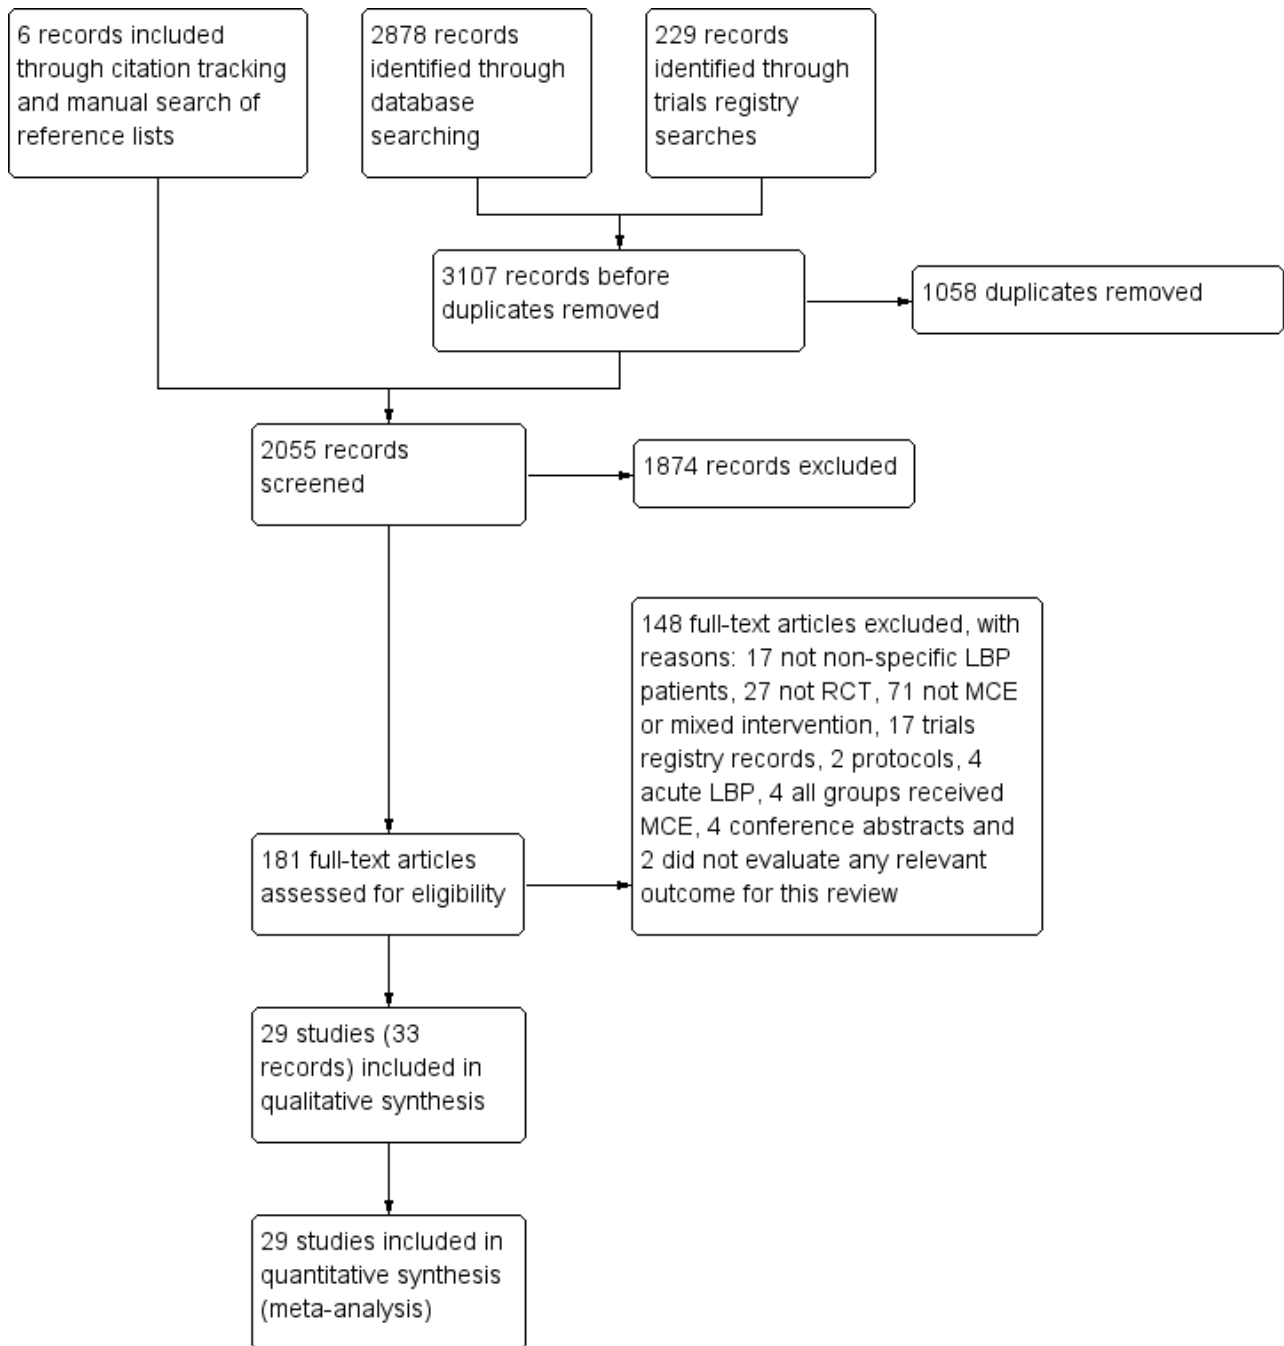 6 records included
through citation tracking
and manual search of
reference lists
2878 records
identified through
database
searching
229 records
identified through
trials registry
searches
3107 records before
duplicates removed
1058 duplicates removed
2055 records
screened
1874 records excluded
148 full-text articles excluded, with
reasons: 17 not non-specific LBP
patients, 27 not RCT, 71 not MCE
or mixed intervention, 17 trials
registry records, 2 protocols, 4
acute LBP, 4 all groups received
MCE, 4 conference abstracts and
2 did not evaluate any relevant
outcome for this review
181 full-text articles
assessed for eligibility
29 studies (33
records) included in
qualitative synthesis
29 studies included in
quantitative synthesis
(meta-analysis)